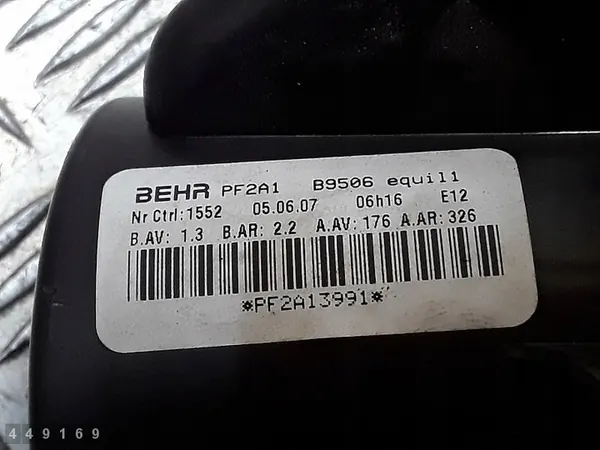 BEHR PF2A1 B9506 equil1
Nr Ctrl:1552 05.06.07 06h16 E12
B.AV: 1.3 B.AR: 2.2 A.AV: 176 A.AR: 326
*PF2A13991*
449169